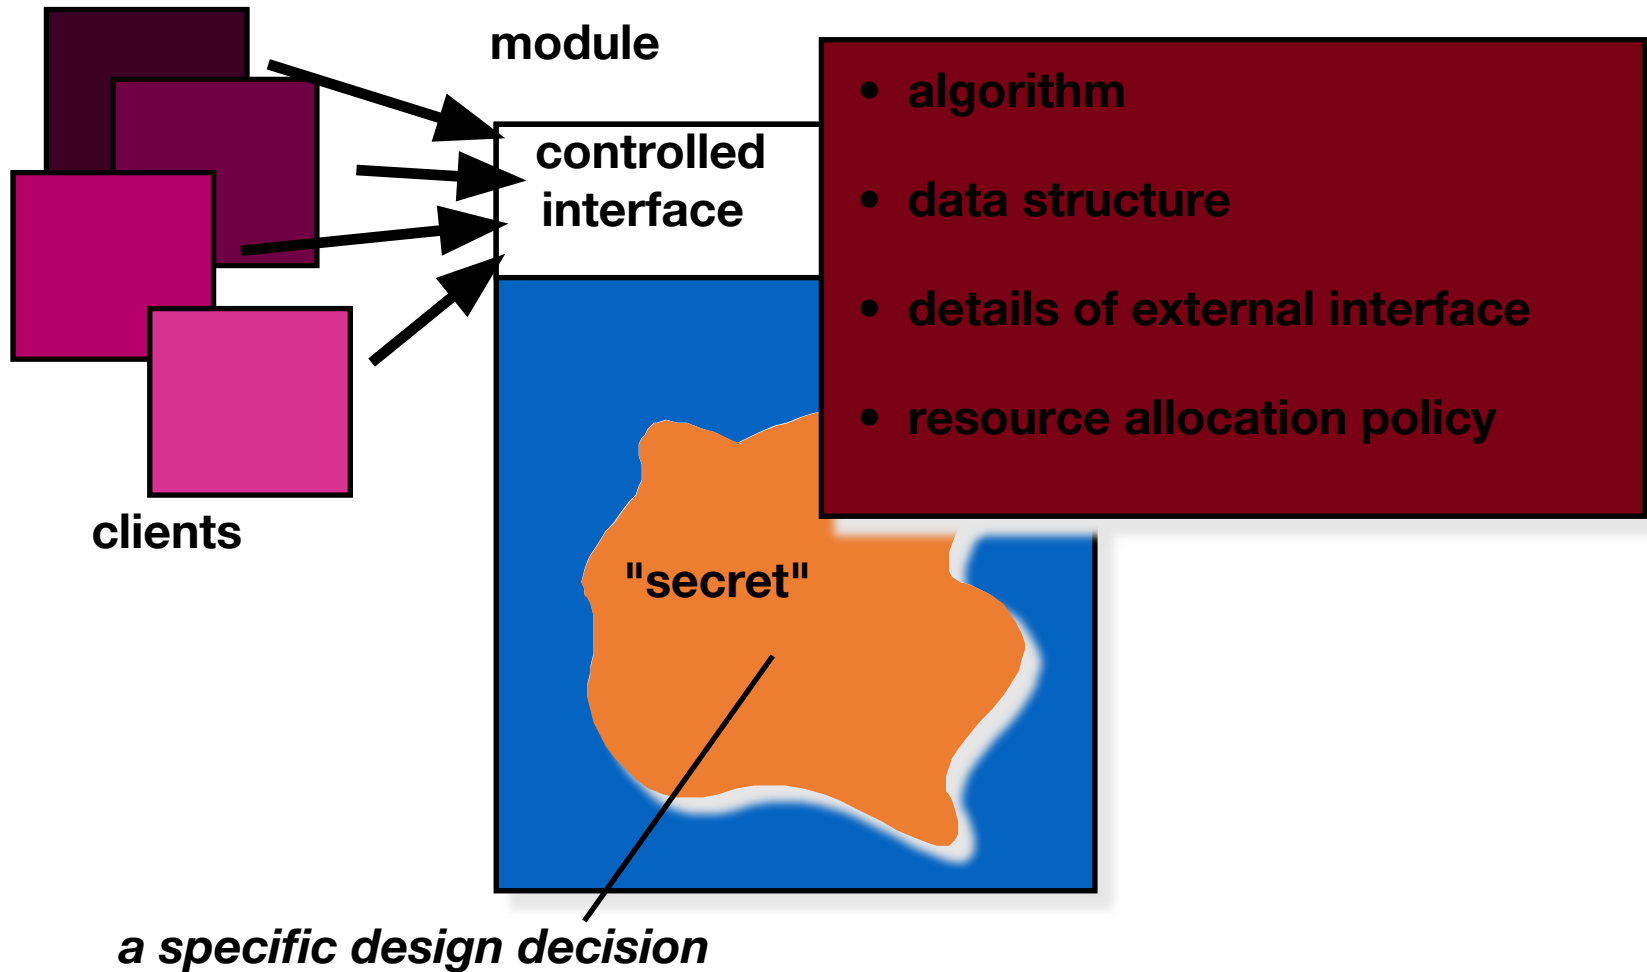 module
controlled
interface
• algorithm
• data structure
• details of external interface
• resource allocation policy
clients
"secret"
a specific design decision